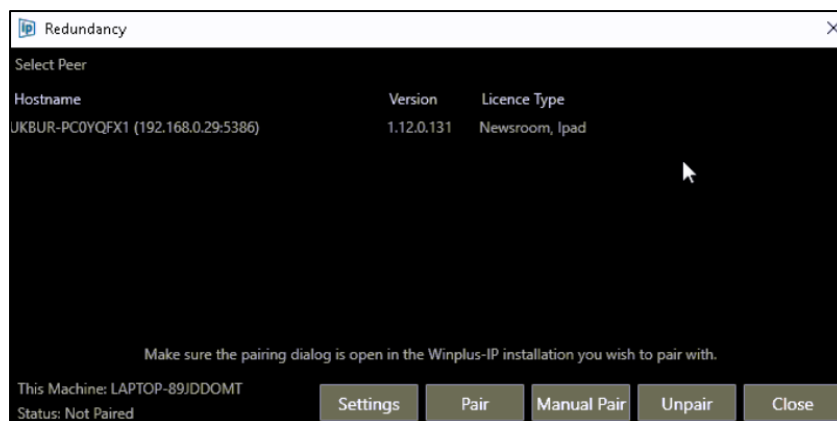 ip Redundancy
Select Peer
Hostname Version Licence Type
UKBUR-PC0YQFX1 (192.168.0.29:5386) 1.12.0.131 Newsroom, Ipad
Make sure the pairing dialog is open in the Winplus-IP installation you wish to pair with.
This Machine: LAPTOP-89JDDOMT
Status: Not Paired
Settings Pair Manual Pair Unpair Close